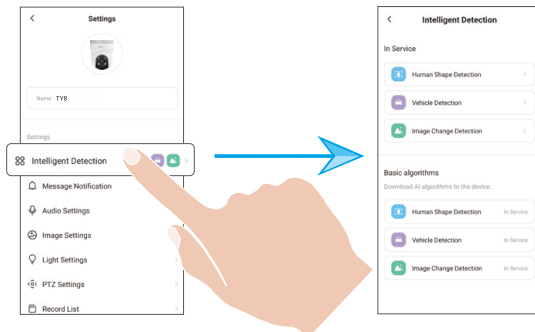 Settings
Name TY8
Settings
Intelligent Detection
Message Notification
Audio Settings
Image Settings
Light Settings
PTZ Settings
Record List
Intelligent Detection
In Service
Human Shape Detection
Vehicle Detection
Image Change Detection
Basic algorithms
Download AI algorithms to the device.
Human Shape Detection In Service
Vehicle Detection In Service
Image Change Detection In Service